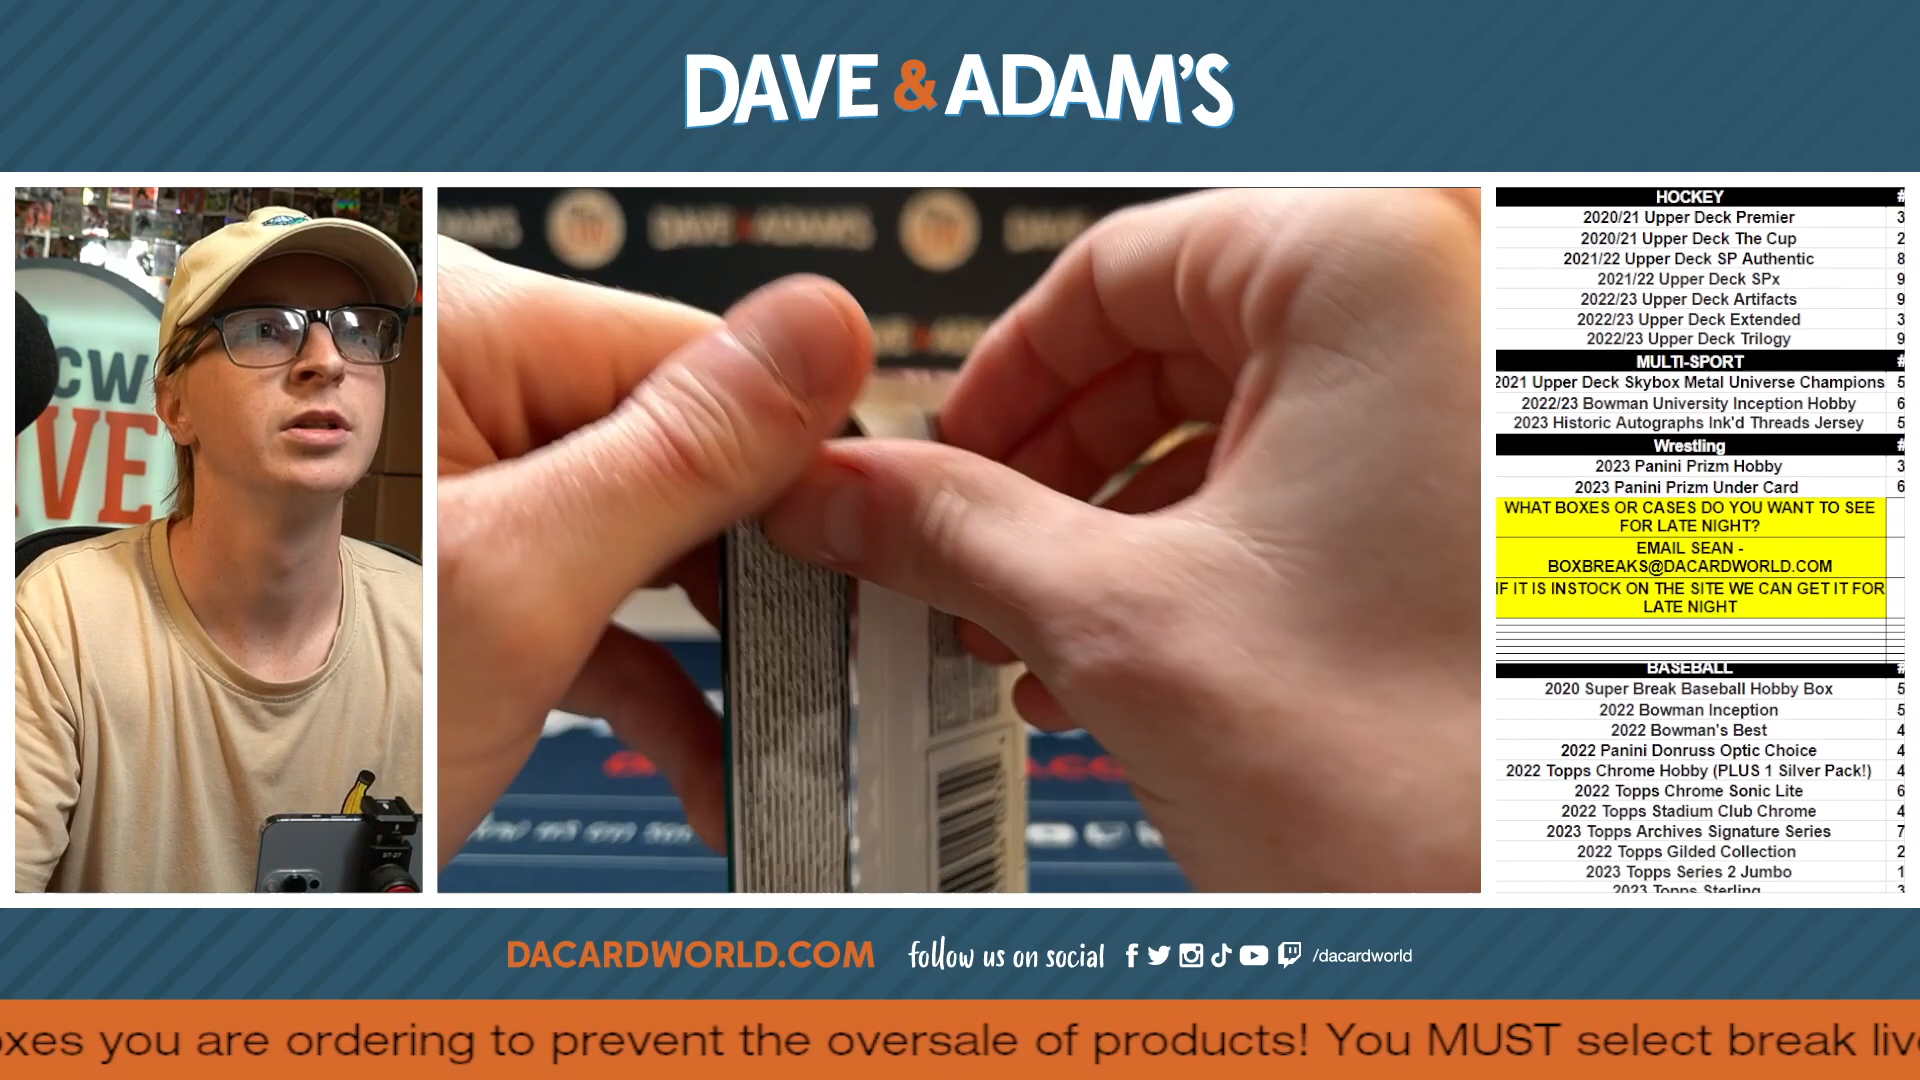 DAVE & ADAM'S
CW
IVE
DAVE & ADAM'S
HOCKEY #
2020/21 Upper Deck Premier 3
2020/21 Upper Deck The Cup 2
2021/22 Upper Deck SP Authentic 8
2021/22 Upper Deck SPx 9
2022/23 Upper Deck Artifacts 9
2022/23 Upper Deck Extended 3
2022/23 Upper Deck Trilogy 9
MULTI-SPORT #
2021 Upper Deck Skybox Metal Universe Champions 5
2022/23 Bowman University Inception Hobby 6
2023 Historic Autographs Ink'd Threads Jersey 5
Wrestling #
2023 Panini Prizm Hobby 3
2023 Panini Prizm Under Card 6
WHAT BOXES OR CASES DO YOU WANT TO SEE
FOR LATE NIGHT?
EMAIL SEAN -
BOXBREAKS@DACARDWORLD.COM
IF IT IS INSTOCK ON THE SITE WE CAN GET IT FOR
LATE NIGHT
BASEBALL #
2020 Super Break Baseball Hobby Box 5
2022 Bowman Inception 5
2022 Bowman's Best 4
2022 Panini Donruss Optic Choice 4
2022 Topps Chrome Hobby (PLUS 1 Silver Pack!) 4
2022 Topps Chrome Sonic Lite 6
2022 Topps Stadium Club Chrome 4
2023 Topps Archives Signature Series 7
2022 Topps Gilded Collection 2
2023 Topps Series 2 Jumbo 1
2023 Topps Sterling 3
DACARDWORLD.COM follow us on social /dacardworld
oxes you are ordering to prevent the oversale of products! You MUST select break live